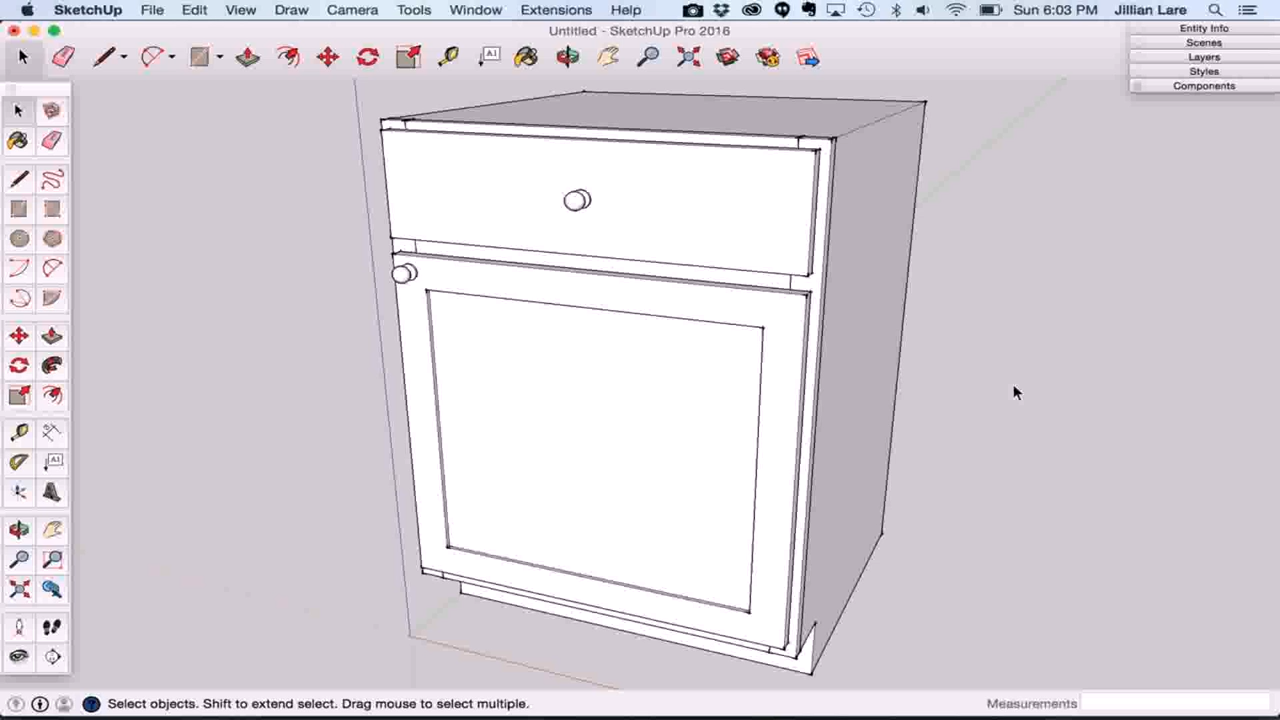 SketchUp File Edit View Draw Camera Tools Window Extensions Help Sun 6:03 PM Jillian Lare
Untitled - SketchUp Pro 2016
Entity Info
Scenes
Layers
Styles
Components
A1
A1
Select objects. Shift to extend select. Drag mouse to select multiple.
Measurements